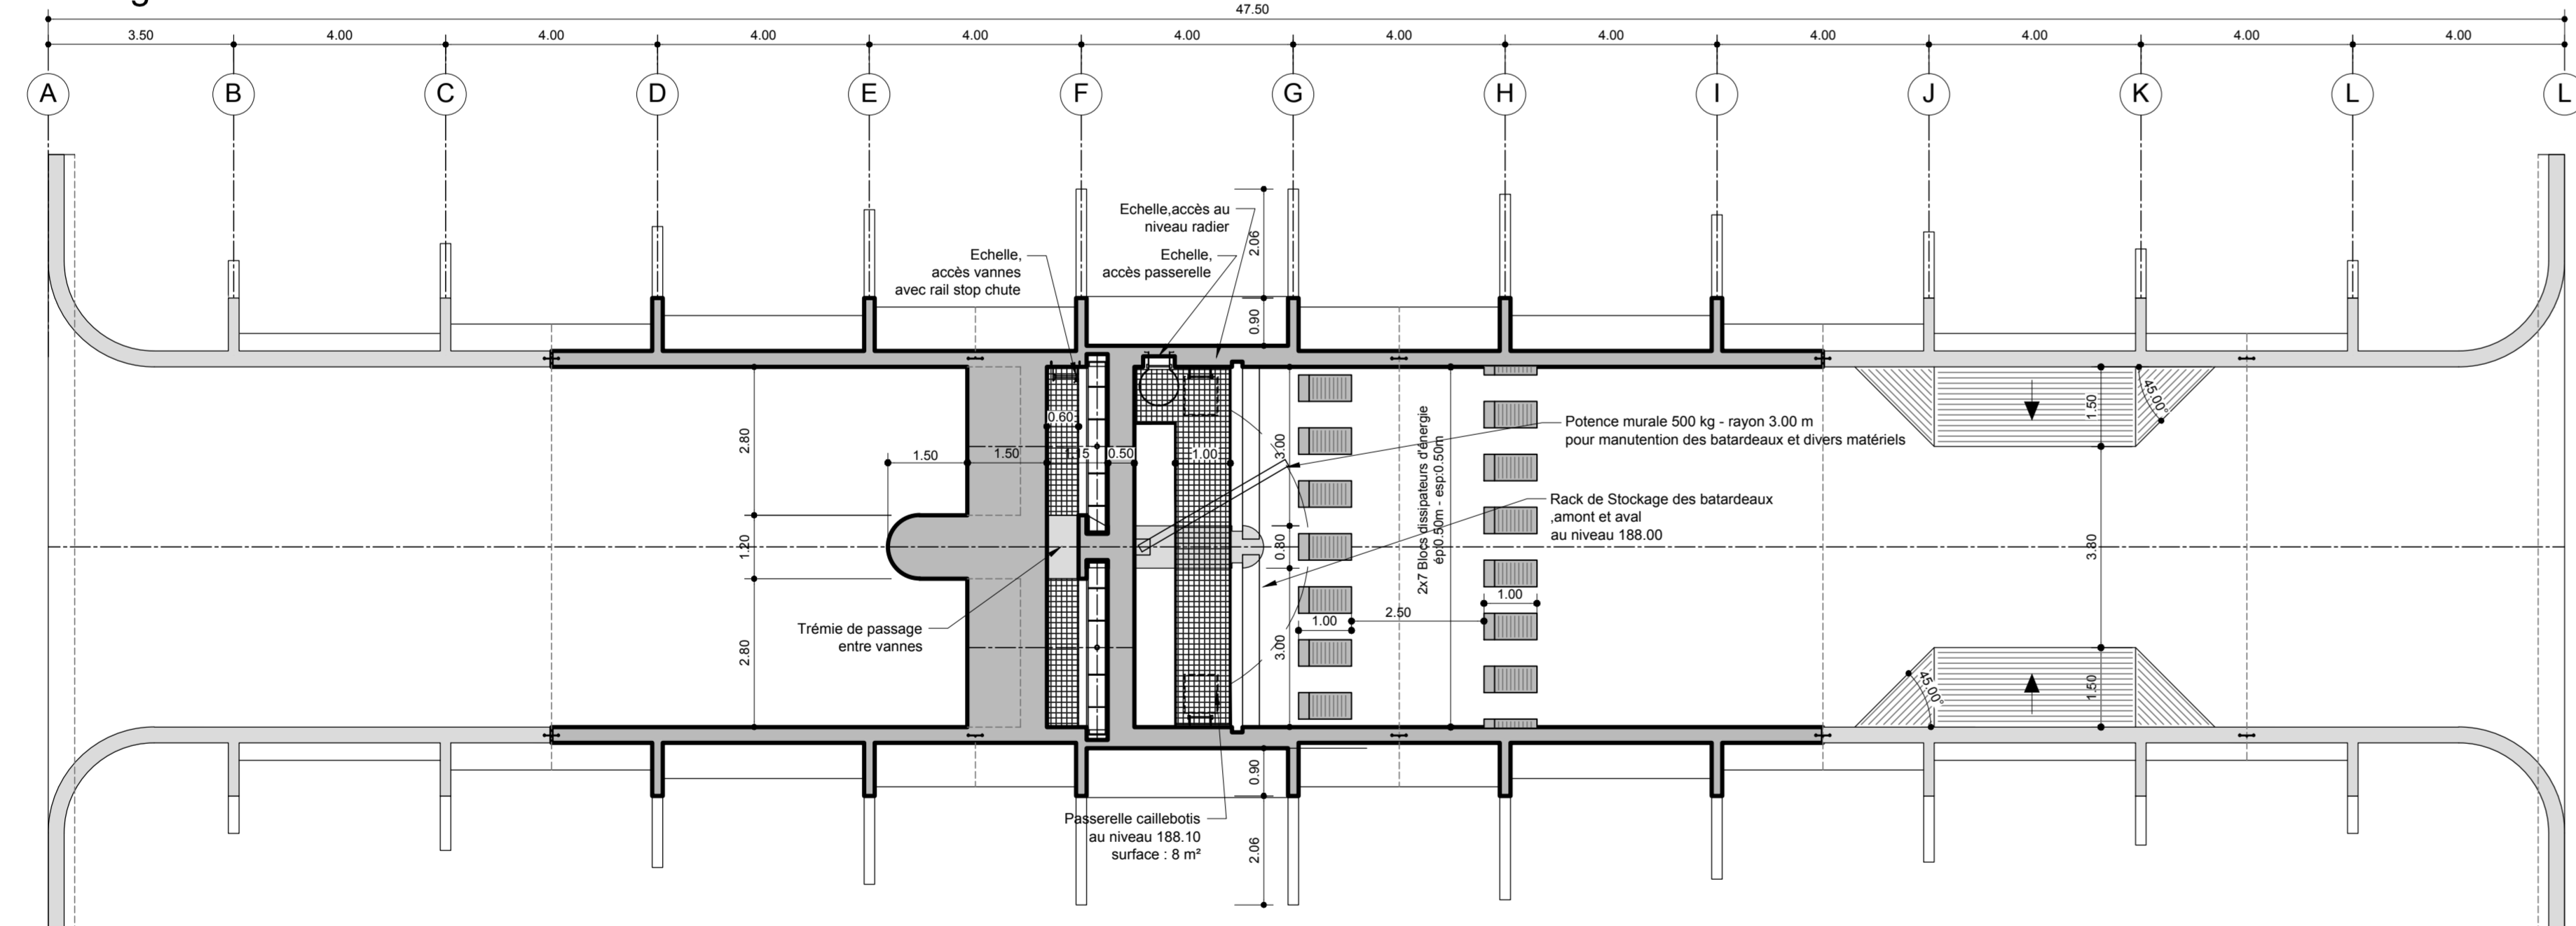 47.50
3.50 4.00 4.00 4.00 4.00 4.00 4.00 4.00 4.00 4.00 4.00 4.00
A B C D E F G H I J K L L
Echelle,accès au
niveau radier
2.06
Echelle,
accès vannes
avec rail stop chute
Echelle,
accès passerelle
0.90
2.80
0.60
1.50
1.50
0.50
1.00
3.00
2x7 Blocs dissipateurs d'énergie
ép:0.50m - esp:0.50m
Potence murale 500 kg - rayon 3.00 m
pour manutention des batardeaux et divers matériels
1.50
45.00°
Rack de Stockage des batardeaux
,amont et aval
au niveau 188.00
1.20
0.80
3.80
1.00
2.50
1.00
Trémie de passage
entre vannes
2.80
3.00
45.00°
1.50
0.90
Passerelle caillebotis
au niveau 188.10
surface : 8 m²
2.06